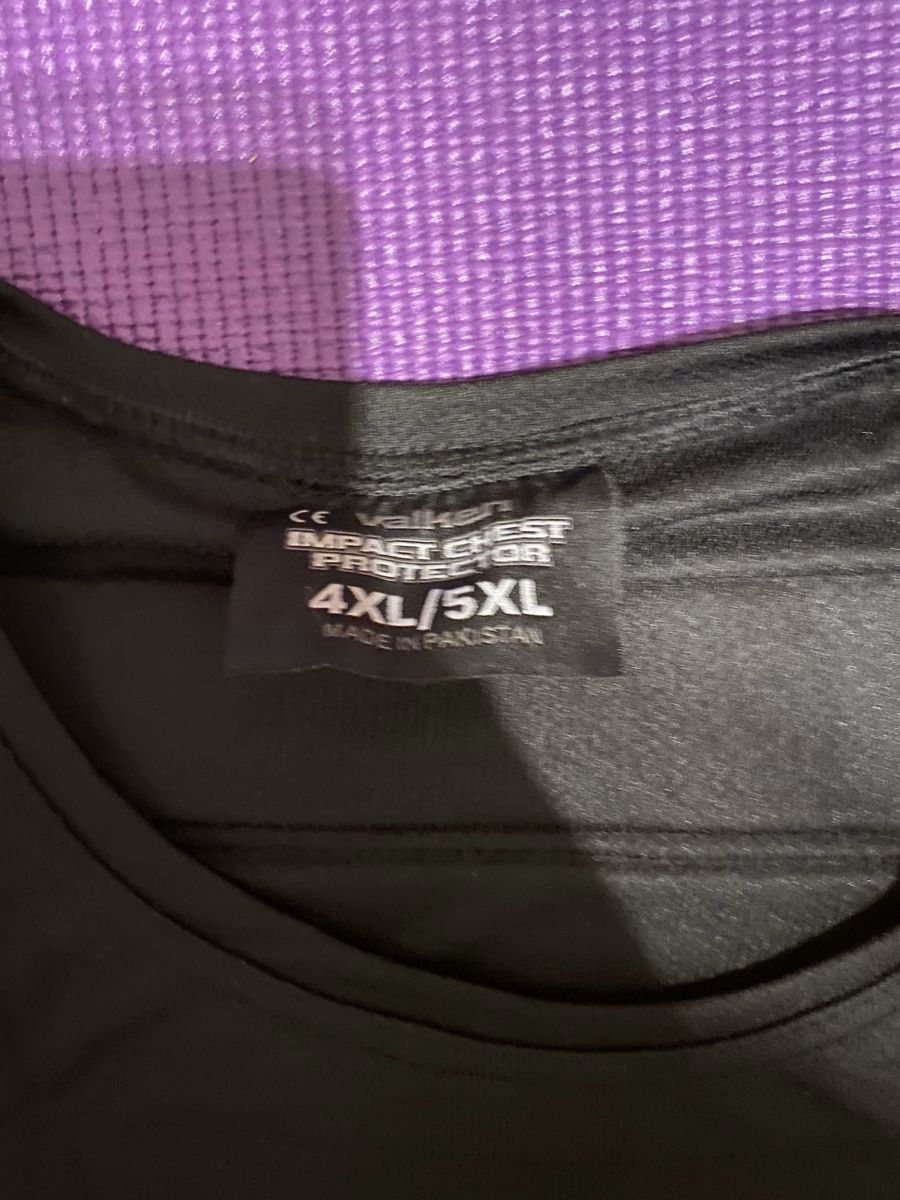 CE valken
IMPACT CHEST
PROTECTOR
4XL/5XL
MADE IN PAKISTAN